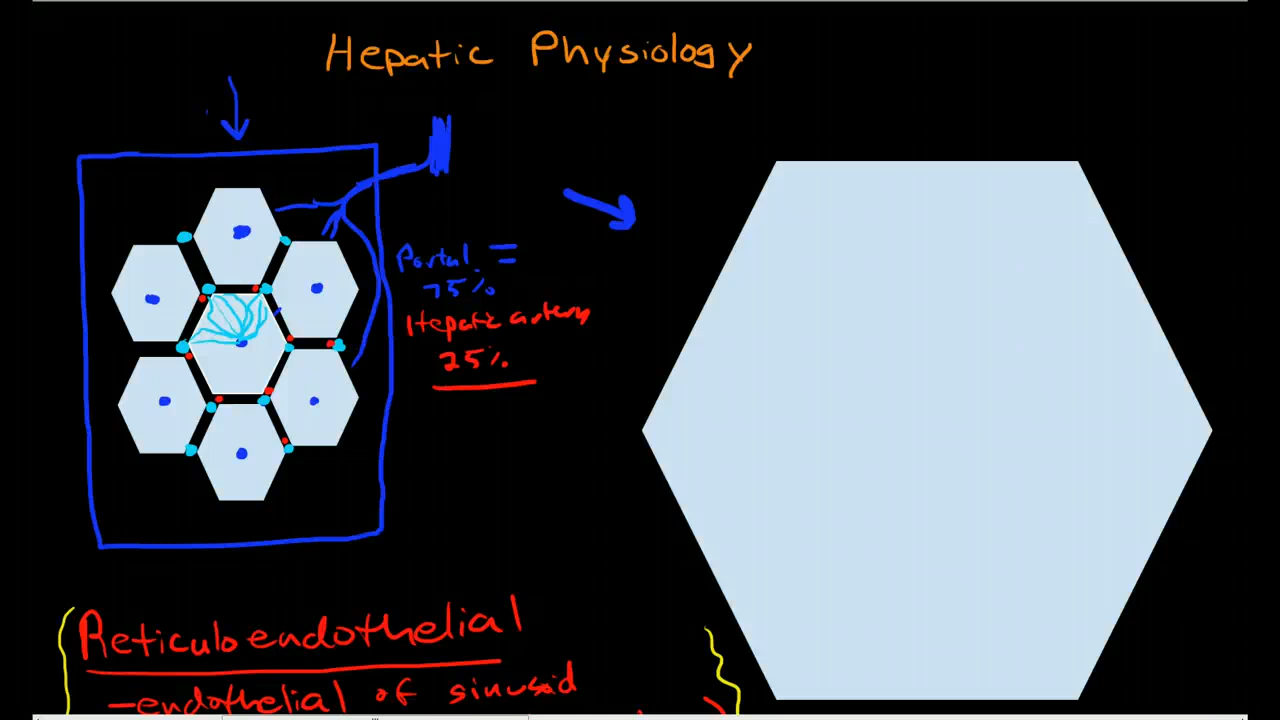 Hepatic Physiology
Portal =
75%
Hepatic artery
25%
Reticuloendothelial
-endothelial of sinusoid